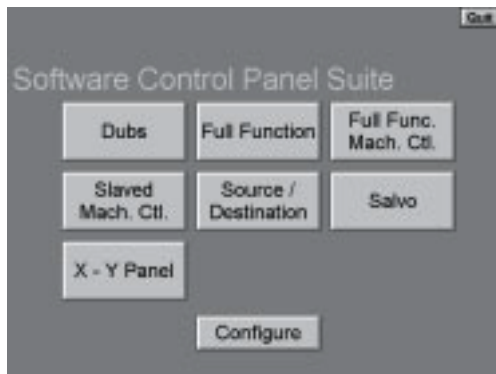 Quit
Software Control Panel Suite
Dubs
Full Function
Full Func.
Mach. Ctl.
Slaved
Mach. Ctl.
Source /
Destination
Salvo
X - Y Panel
Configure